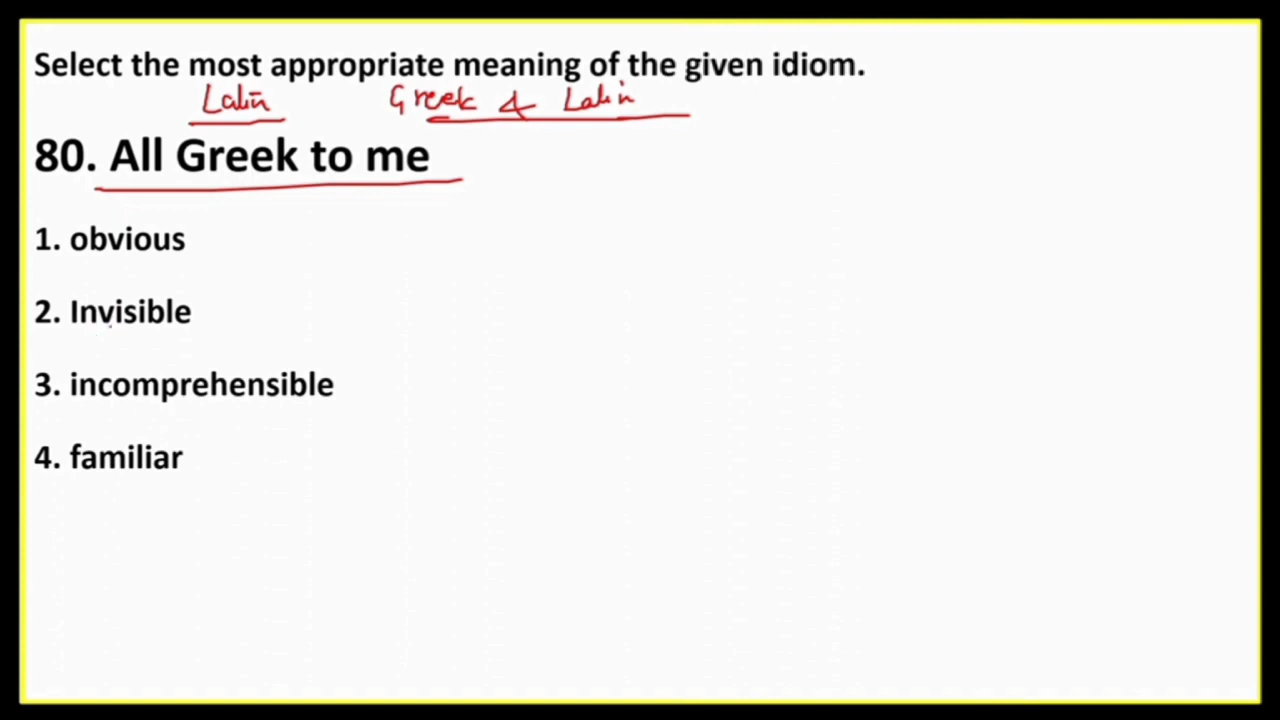 Select the most appropriate meaning of the given idiom.
Latin Greek & Latin
80. All Greek to me
1. obvious
2. Invisible
3. incomprehensible
4. familiar